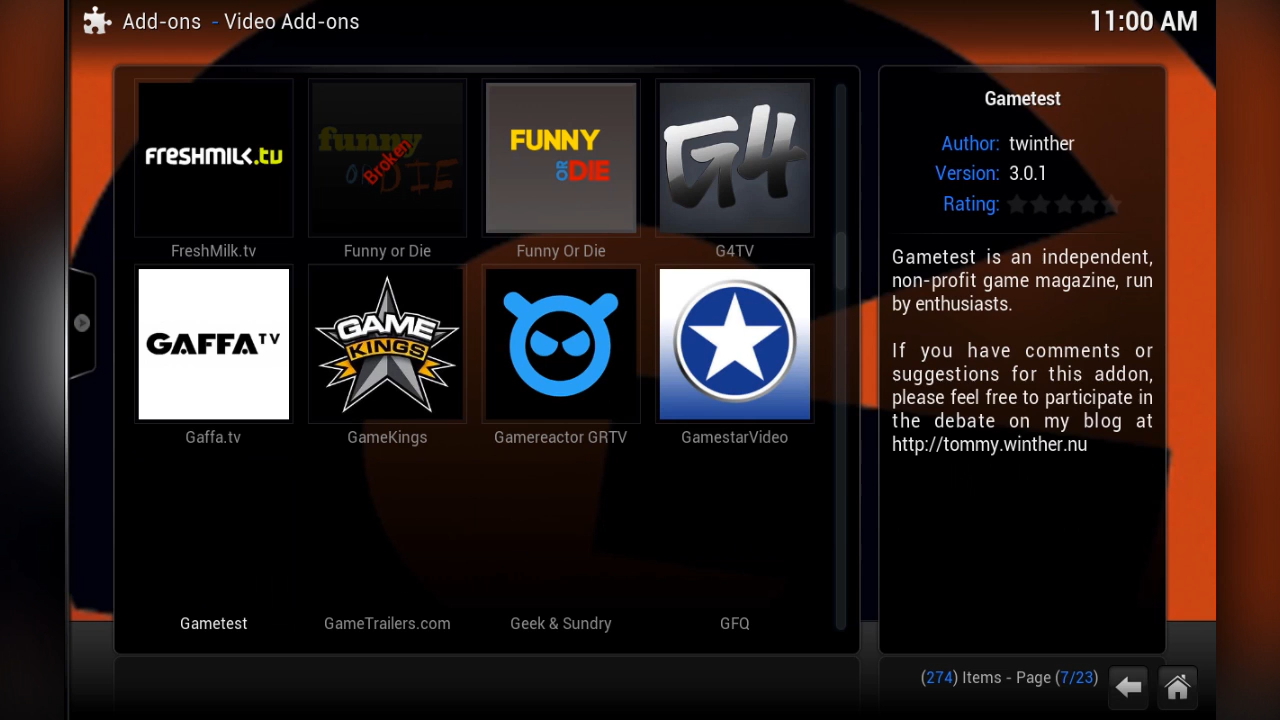 Add-ons - Video Add-ons
11:00 AM
FRESHMILK.tv
funny
OR DIE
Broken
FUNNY
OR DIE
G4
FreshMilk.tv
Funny or Die
Funny Or Die
G4TV
GAFFA TV
GAME
KINGS
Gaffa.tv
GameKings
Gamereactor GRTV
GamestarVideo
Gametest
GameTrailers.com
Geek & Sundry
GFQ
Gametest
Author: twinther
Version: 3.0.1
Rating:
Gametest is an independent,
non-profit game magazine, run
by enthusiasts.
If you have comments or
suggestions for this addon,
please feel free to participate in
the debate on my blog at
http://tommy.winther.nu
(274) Items - Page (7/23)